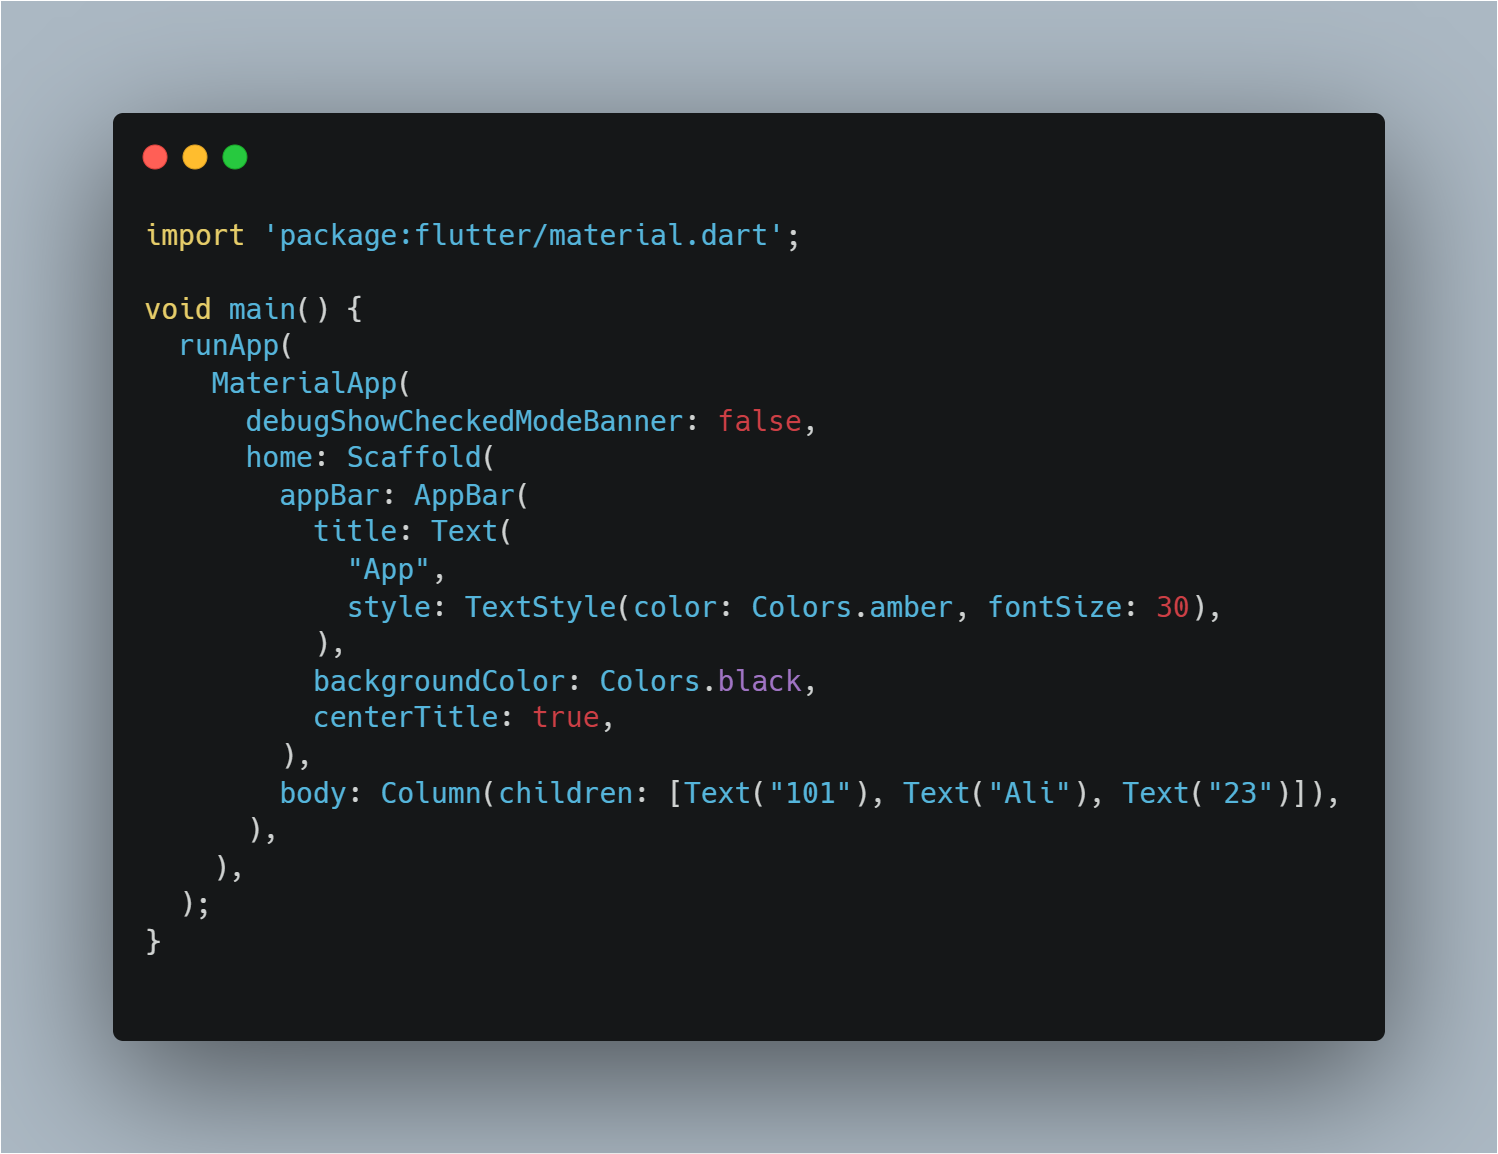 import 'package:flutter/material.dart';

void main() {
  runApp(
    MaterialApp(
      debugShowCheckedModeBanner: false,
      home: Scaffold(
        appBar: AppBar(
          title: Text(
            "App",
            style: TextStyle(color: Colors.amber, fontSize: 30),
          ),
          backgroundColor: Colors.black,
          centerTitle: true,
        ),
        body: Column(children: [Text("101"), Text("Ali"), Text("23")]),
      ),
    ),
  );
}